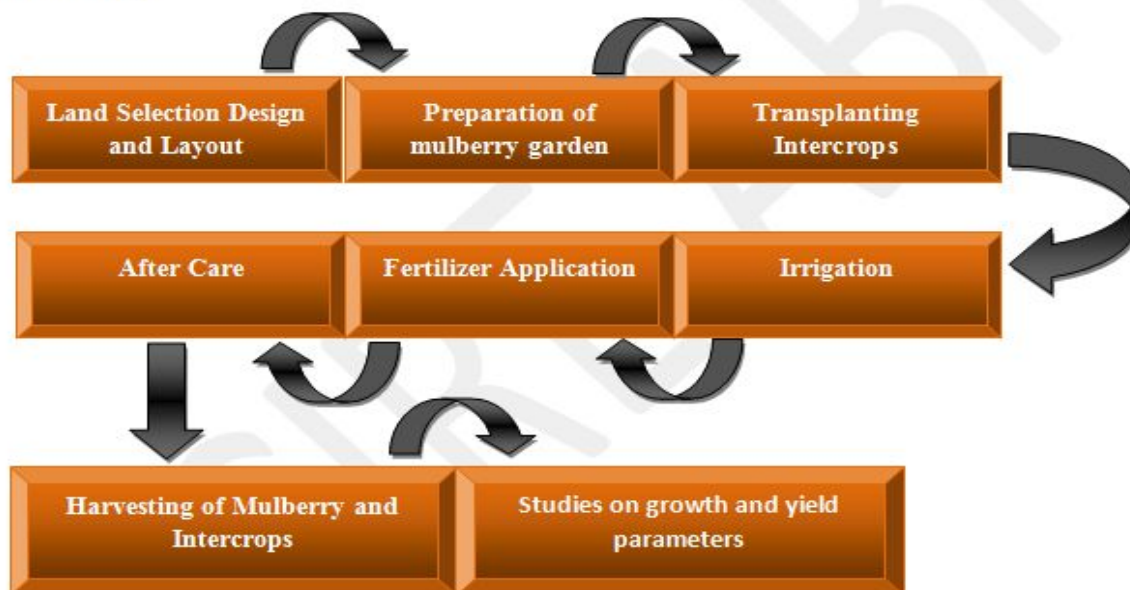 Land Selection Design
and Layout
Preparation of
mulberry garden
Transplanting
Intercrops
After Care
Fertilizer Application
Irrigation
Harvesting of Mulberry and
Intercrops
Studies on growth and yield
parameters